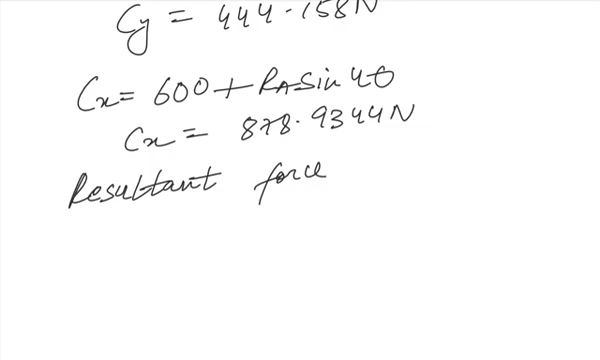 Cy = 444.158N
Cx = 600 + RA sin 40
Cx = 878.9344N
Resultant force